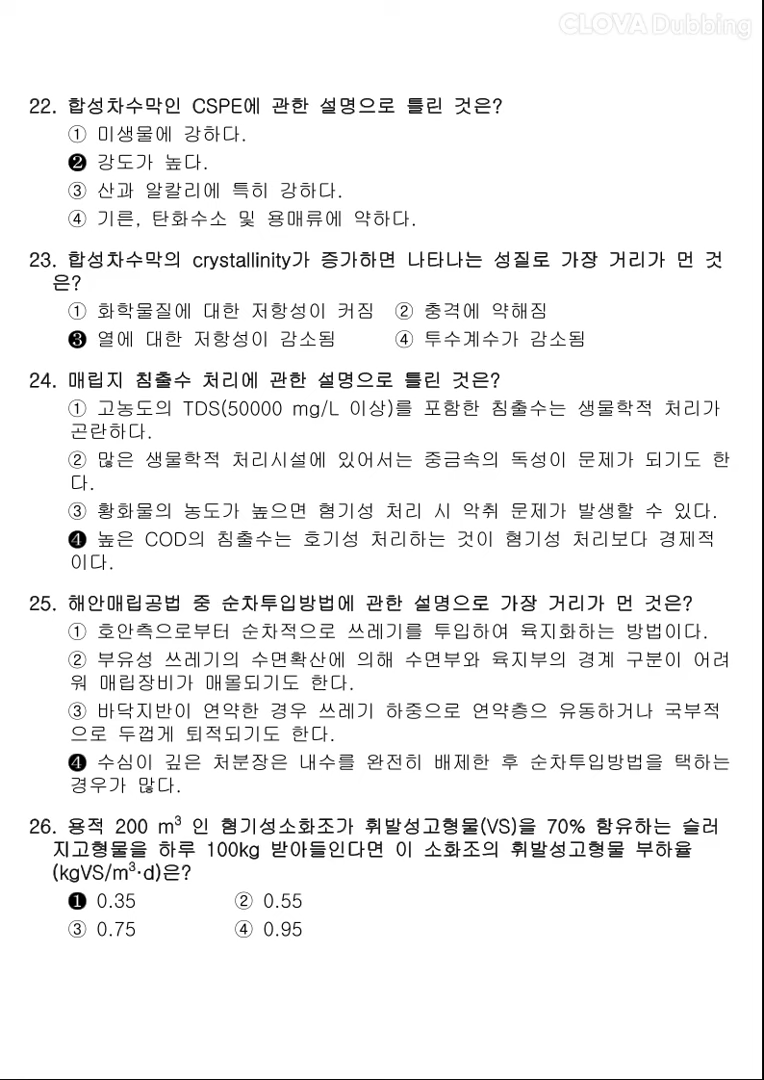 CLOVA Dubbing
22. 합성차수막인 CSPE에 관한 설명으로 틀린 것은?
① 미생물에 강하다.
❷ 강도가 높다.
③ 산과 알칼리에 특히 강하다.
④ 기름, 탄화수소 및 용매류에 약하다.
23. 합성차수막의 crystallinity가 증가하면 나타나는 성질로 가장 거리가 먼 것
은?
① 화학물질에 대한 저항성이 커짐 ② 충격에 약해짐
❸ 열에 대한 저항성이 감소됨 ④ 투수계수가 감소됨
24. 매립지 침출수 처리에 관한 설명으로 틀린 것은?
① 고농도의 TDS(50000 mg/L 이상)를 포함한 침출수는 생물학적 처리가
곤란하다.
② 많은 생물학적 처리시설에 있어서는 중금속의 독성이 문제가 되기도 한
다.
③ 황화물의 농도가 높으면 혐기성 처리 시 악취 문제가 발생할 수 있다.
❹ 높은 COD의 침출수는 호기성 처리하는 것이 혐기성 처리보다 경제적
이다.
25. 해안매립공법 중 순차투입방법에 관한 설명으로 가장 거리가 먼 것은?
① 호안측으로부터 순차적으로 쓰레기를 투입하여 육지화하는 방법이다.
② 부유성 쓰레기의 수면확산에 의해 수면부와 육지부의 경계 구분이 어려
워 매립장비가 매몰되기도 한다.
③ 바닥지반이 연약한 경우 쓰레기 하중으로 연약층으 유동하거나 국부적
으로 두껍게 퇴적되기도 한다.
❹ 수심이 깊은 처분장은 내수를 완전히 배제한 후 순차투입방법을 택하는
경우가 많다.
26. 용적 200 m³ 인 혐기성소화조가 휘발성고형물(VS)을 70% 함유하는 슬러
지고형물을 하루 100kg 받아들인다면 이 소화조의 휘발성고형물 부하율
(kgVS/m³·d)은?
❶ 0.35 ② 0.55
③ 0.75 ④ 0.95